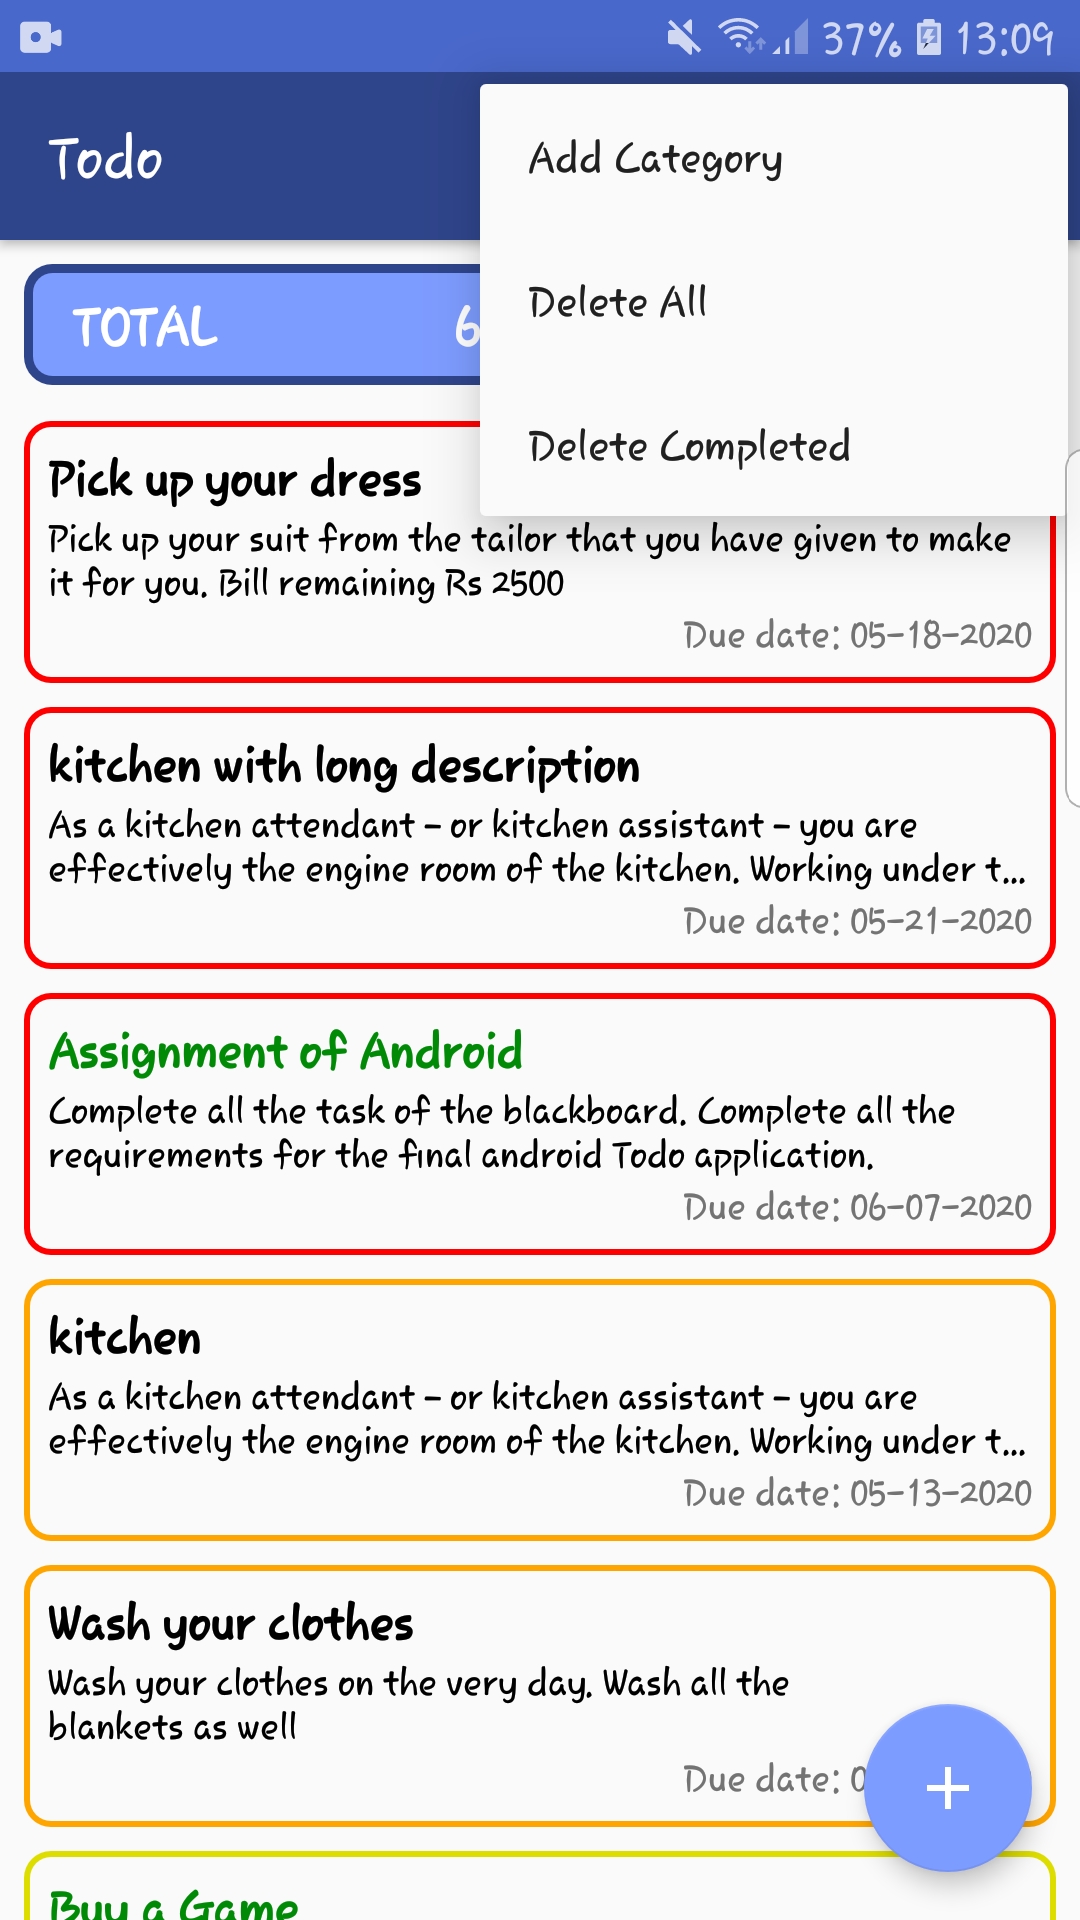 37% 13:09
Todo
Add Category
Delete All
Delete Completed
TOTAL 6
Pick up your dress
Pick up your suit from the tailor that you have given to make
it for you. Bill remaining Rs 2500
Due date: 05-18-2020
kitchen with long description
As a kitchen attendant – or kitchen assistant – you are
effectively the engine room of the kitchen. Working under t...
Due date: 05-21-2020
Assignment of Android
Complete all the task of the blackboard. Complete all the
requirements for the final android Todo application.
Due date: 06-07-2020
kitchen
As a kitchen attendant – or kitchen assistant – you are
effectively the engine room of the kitchen. Working under t...
Due date: 05-13-2020
Wash your clothes
Wash your clothes on the very day. Wash all the
blankets as well
Due date:
Buy a Game